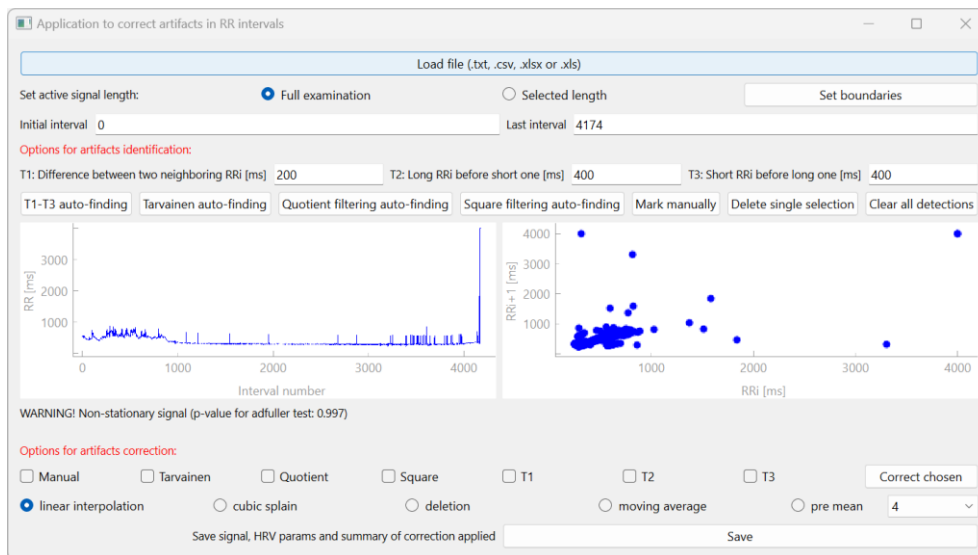 Application to correct artifacts in RR intervals
Load file (.txt, .csv, .xlsx or .xls)
Set active signal length: Full examination Selected length Set boundaries
Initial interval 0 Last interval 4174
Options for artifacts identification:
T1: Difference between two neighboring RRi [ms] 200 T2: Long RRi before short one [ms] 400 T3: Short RRi before long one [ms] 400
T1-T3 auto-finding Tarvainen auto-finding Quotient filtering auto-finding Square filtering auto-finding Mark manually Delete single selection Clear all detections
RR [ms]
3000
2000
1000
0 1000 2000 3000 4000
Interval number
RRi+1 [ms]
4000
3000
2000
1000
1000 2000 3000 4000
RRi [ms]
WARNING! Non-stationary signal (p-value for adfuller test: 0.997)
Options for artifacts correction:
Manual Tarvainen Quotient Square T1 T2 T3 Correct chosen
linear interpolation cubic splain deletion moving average pre mean 4
Save signal, HRV params and summary of correction applied Save